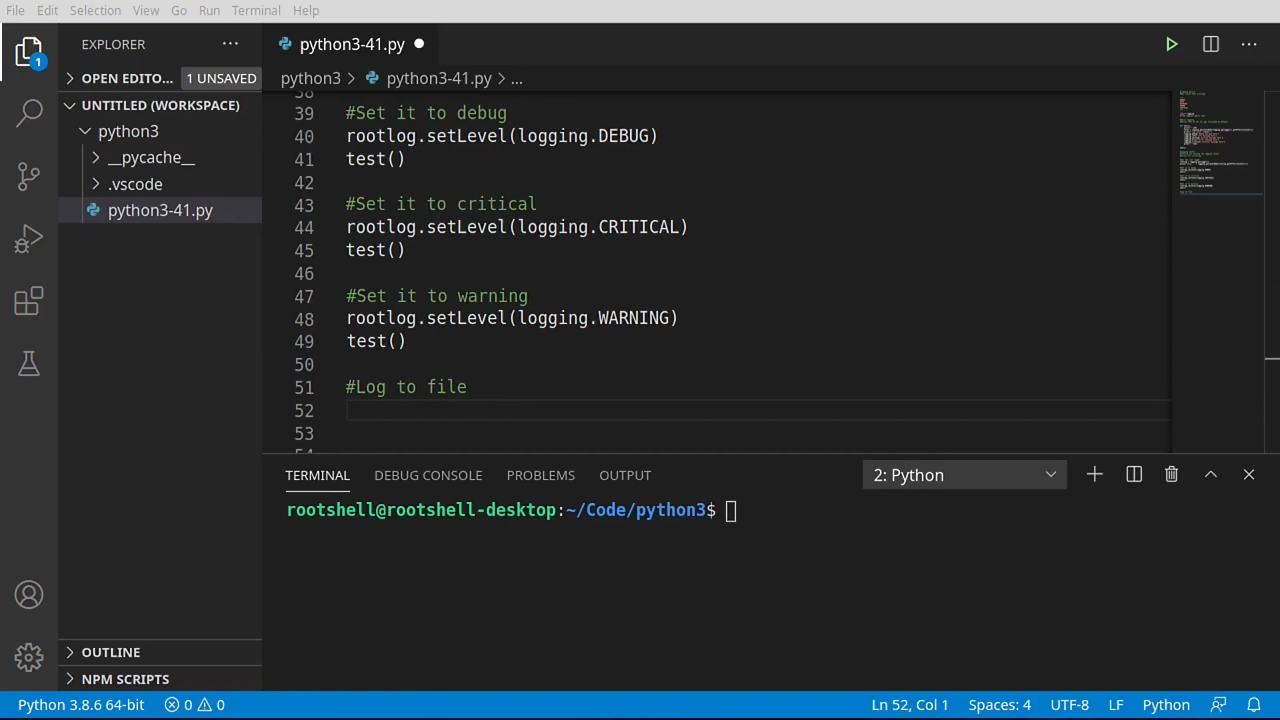 File Edit Selection View Go Run Terminal Help
EXPLORER
python3-41.py
OPEN EDITO... 1 UNSAVED
python3 > python3-41.py > ...
UNTITLED (WORKSPACE)
python3
__pycache__
.vscode
python3-41.py
1
38
39 #Set it to debug
40 rootlog.setLevel(logging.DEBUG)
41 test()
42
43 #Set it to critical
44 rootlog.setLevel(logging.CRITICAL)
45 test()
46
47 #Set it to warning
48 rootlog.setLevel(logging.WARNING)
49 test()
50
51 #Log to file
52
53
TERMINAL DEBUG CONSOLE PROBLEMS OUTPUT 2: Python
rootshell@rootshell-desktop:~/Code/python3$
OUTLINE
NPM SCRIPTS
Python 3.8.6 64-bit 0 0 Ln 52, Col 1 Spaces: 4 UTF-8 LF Python